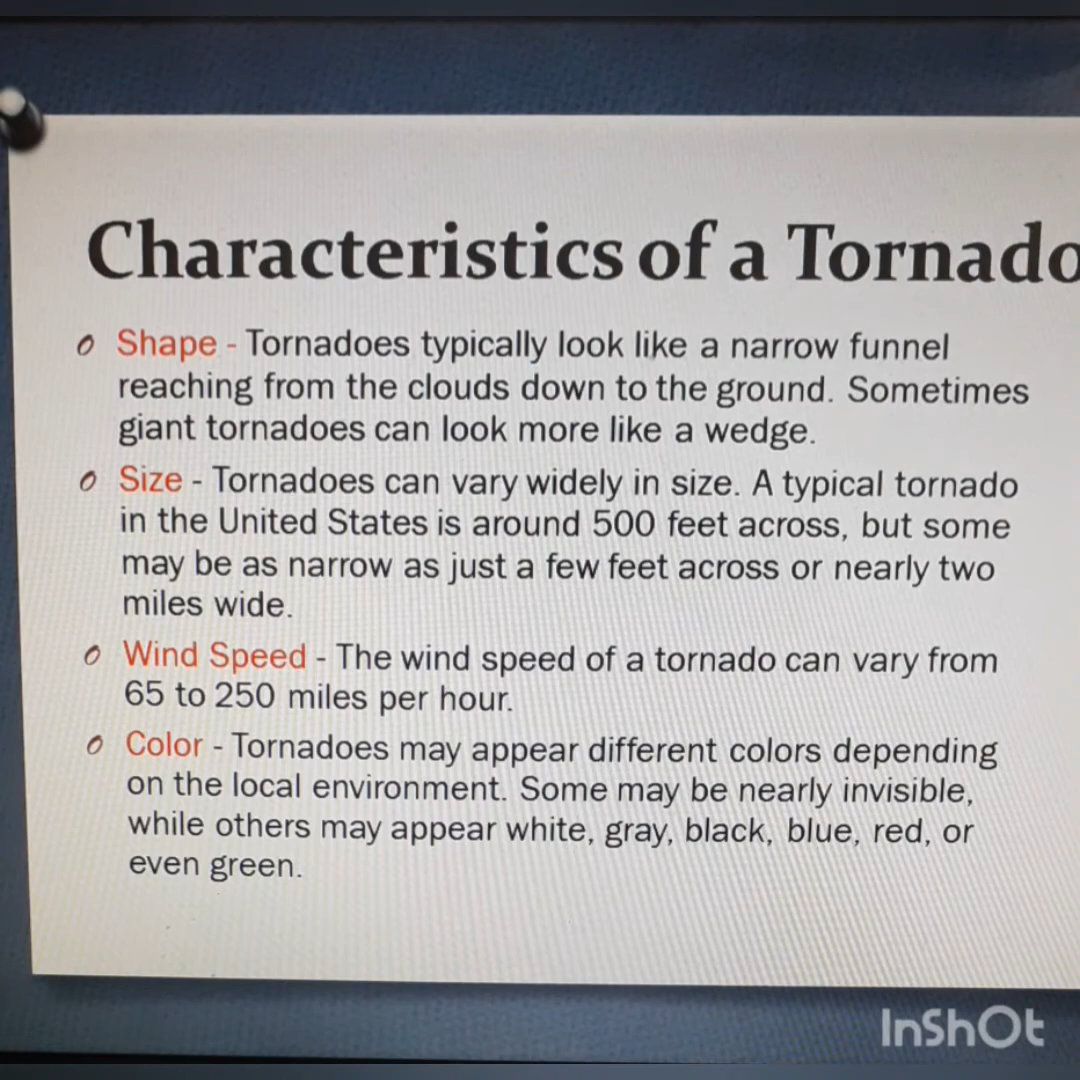 Characteristics of a Tornado
Shape - Tornadoes typically look like a narrow funnel
reaching from the clouds down to the ground. Sometimes
giant tornadoes can look more like a wedge.
Size - Tornadoes can vary widely in size. A typical tornado
in the United States is around 500 feet across, but some
may be as narrow as just a few feet across or nearly two
miles wide.
Wind Speed - The wind speed of a tornado can vary from
65 to 250 miles per hour.
Color - Tornadoes may appear different colors depending
on the local environment. Some may be nearly invisible,
while others may appear white, gray, black, blue, red, or
even green.
InShOt